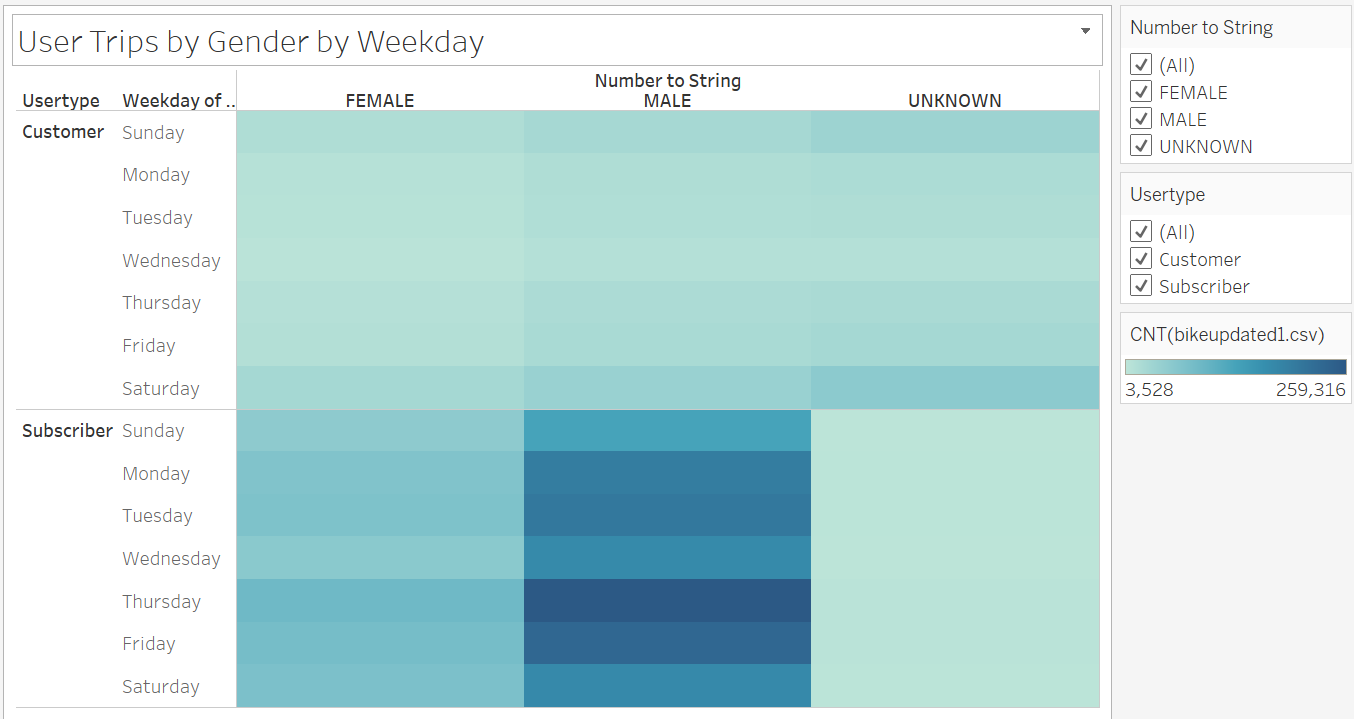 User Trips by Gender by Weekday
Number to String
Usertype Weekday of .. FEMALE MALE UNKNOWN
Customer Sunday
Monday
Tuesday
Wednesday
Thursday
Friday
Saturday
Subscriber Sunday
Monday
Tuesday
Wednesday
Thursday
Friday
Saturday
Number to String
(All)
FEMALE
MALE
UNKNOWN
Usertype
(All)
Customer
Subscriber
CNT(bikeupdated1.csv)
3,528 259,316